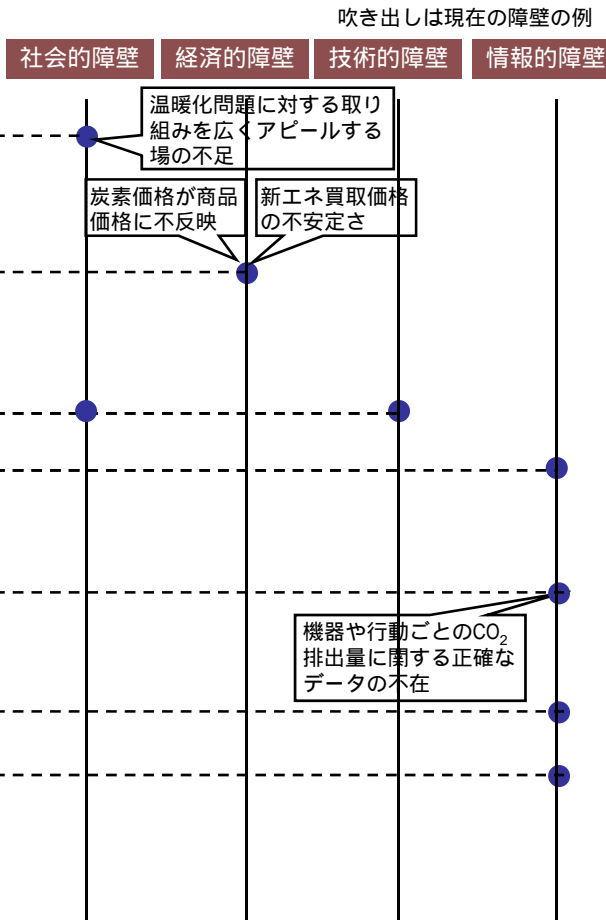 吹き出しは現在の障壁の例
社会的障壁
経済的障壁
技術的障壁
情報的障壁
温暖化問題に対する取り
組みを広くアピールする
場の不足
炭素価格が商品
価格に不反映
新エネ買取価格
の不安定さ
機器や行動ごとのCO₂
排出量に関する正確な
データの不在